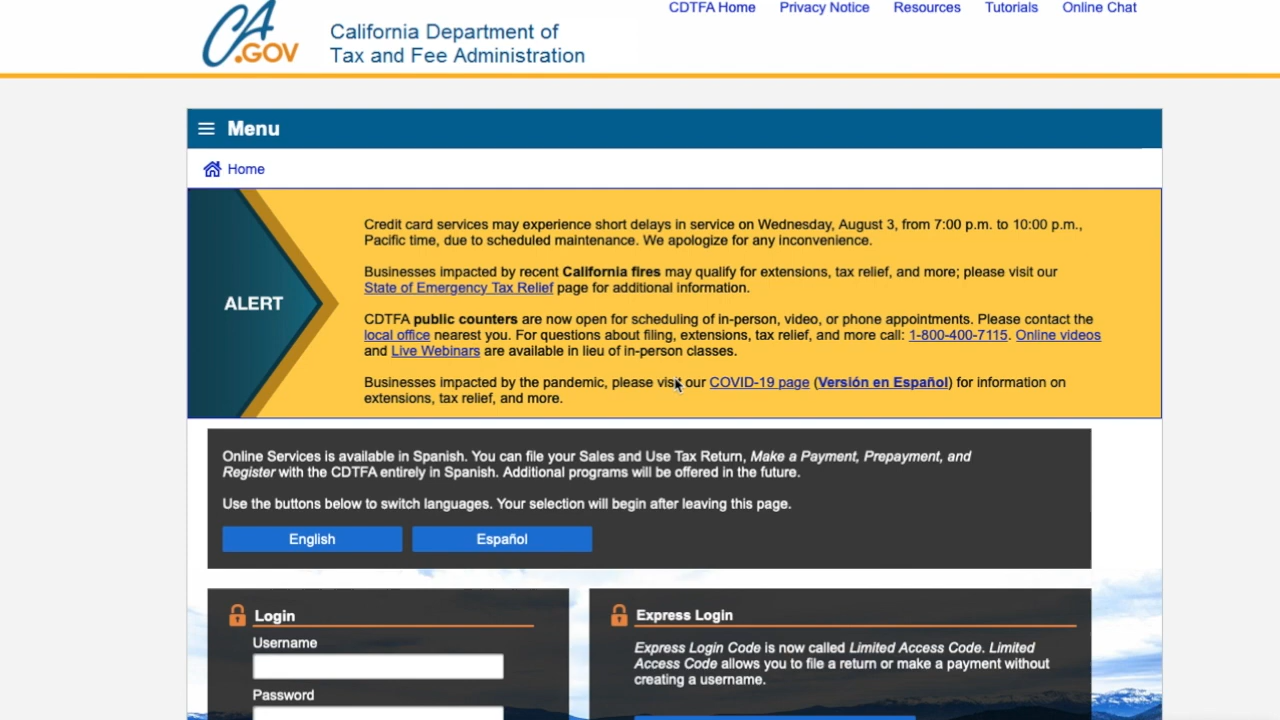 CDTFA Home Privacy Notice Resources Tutorials Online Chat
CA.GOV
California Department of
Tax and Fee Administration
Menu
Home
ALERT
Credit card services may experience short delays in service on Wednesday, August 3, from 7:00 p.m. to 10:00 p.m.,
Pacific time, due to scheduled maintenance. We apologize for any inconvenience.
Businesses impacted by recent California fires may qualify for extensions, tax relief, and more; please visit our
State of Emergency Tax Relief page for additional information.
CDTFA public counters are now open for scheduling of in-person, video, or phone appointments. Please contact the
local office nearest you. For questions about filing, extensions, tax relief, and more call: 1-800-400-7115. Online videos
and Live Webinars are available in lieu of in-person classes.
Businesses impacted by the pandemic, please visit our COVID-19 page (Versión en Español) for information on
extensions, tax relief, and more.
Online Services is available in Spanish. You can file your Sales and Use Tax Return, Make a Payment, Prepayment, and
Register with the CDTFA entirely in Spanish. Additional programs will be offered in the future.
Use the buttons below to switch languages. Your selection will begin after leaving this page.
English Español
Login
Username
Password
Express Login
Express Login Code is now called Limited Access Code. Limited
Access Code allows you to file a return or make a payment without
creating a username.